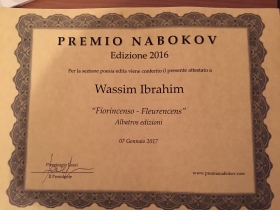 PREMIO NABOKOV
Edizione 2016
Per la sezione poesia edita viene conferito il presente attestato a
Wassim Ibrahim
"Fiorincenso - Fleurencens"
Albatros edizioni
07 Gennaio 2017
Il Presidente
www.premionabokov.com